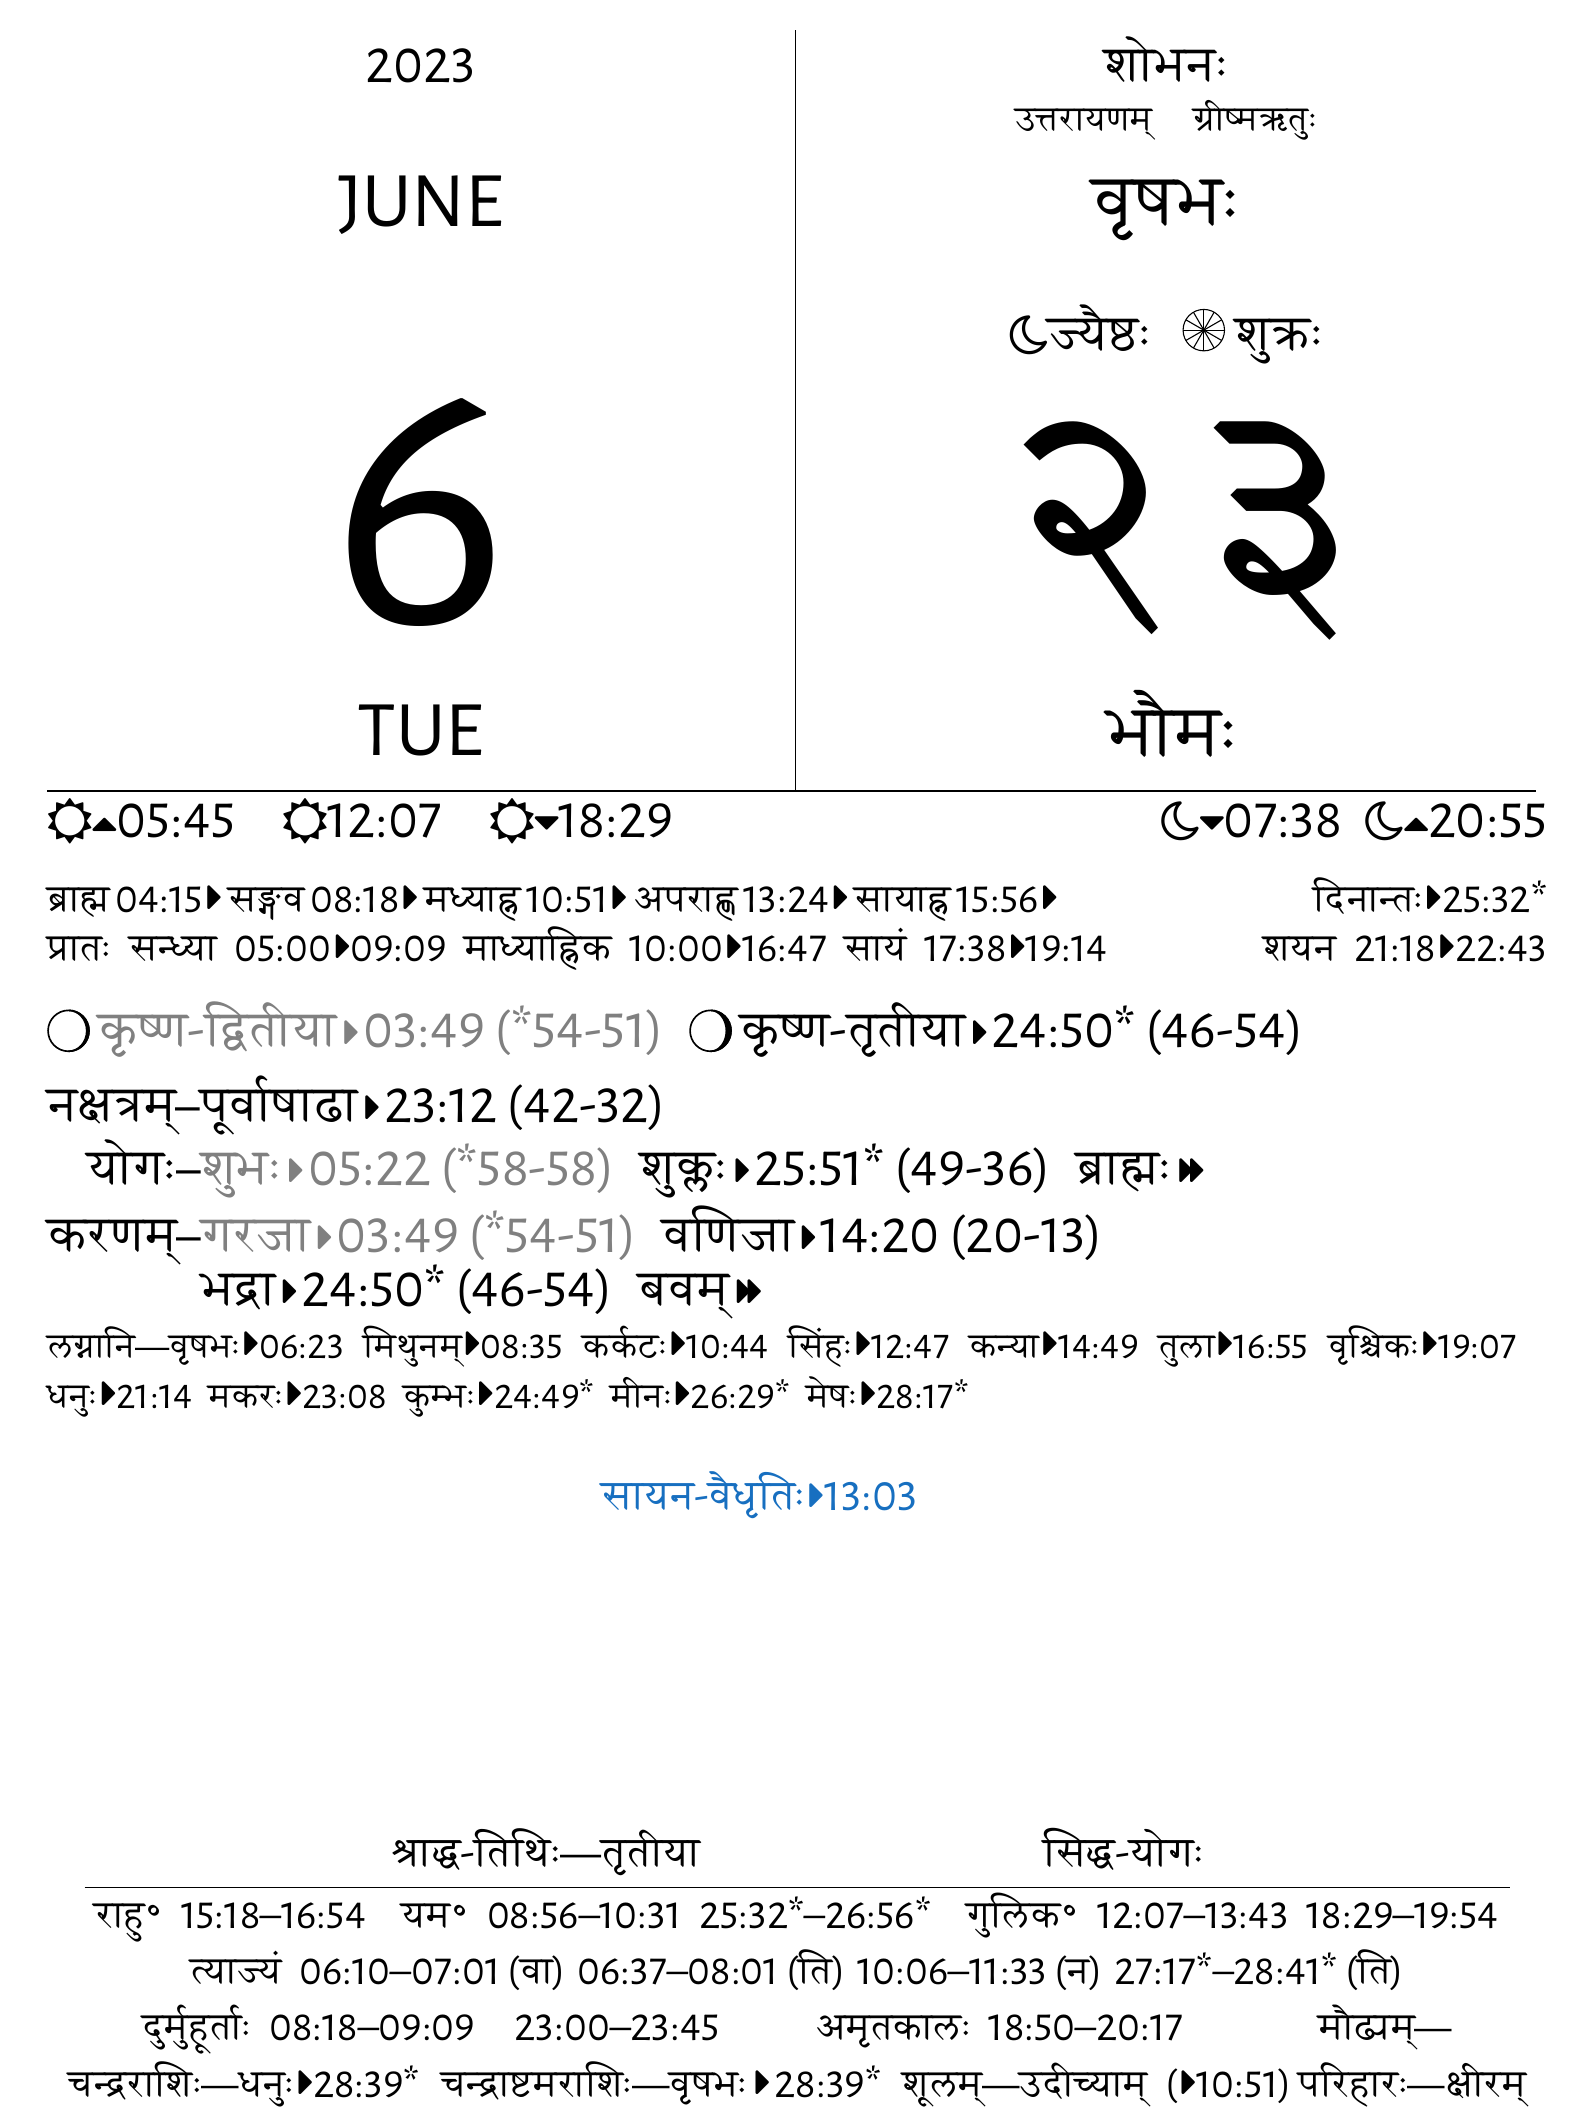 2023
JUNE
6
TUE
शोभनः
उत्तरायणम् ग्रीष्मऋतुः
वृषभः
ज्यैष्ठः शुक्रः
२३
भौमः
05:45 12:07 18:29 07:38 20:55
ब्राह्म 04:15 सङ्गव 08:18 मध्याह्न 10:51 अपराह्ण 13:24 सायाह्न 15:56 दिनान्तः 25:32*
प्रातः सन्ध्या 05:00 09:09 माध्याह्निक 10:00 16:47 सायं 17:38 19:14 शयन 21:18 22:43
कृष्ण-द्वितीया 03:49 (*54-51) कृष्ण-तृतीया 24:50* (46-54)
नक्षत्रम्–पूर्वाषाढा 23:12 (42-32)
योगः–शुभः 05:22 (*58-58) शुक्लः 25:51* (49-36) ब्राह्मः
करणम्–गरजा 03:49 (*54-51) वणिजा 14:20 (20-13)
भद्रा 24:50* (46-54) बवम्
लग्नानि—वृषभः 06:23 मिथुनम् 08:35 कर्कटः 10:44 सिंहः 12:47 कन्या 14:49 तुला 16:55 वृश्चिकः 19:07
धनुः 21:14 मकरः 23:08 कुम्भः 24:49* मीनः 26:29* मेषः 28:17*
सायन-वैधृतिः 13:03
श्राद्ध-तिथिः—तृतीया सिद्ध-योगः
राहु° 15:18–16:54 यम° 08:56–10:31 25:32*–26:56* गुलिक° 12:07–13:43 18:29–19:54
त्याज्यं 06:10–07:01 (वा) 06:37–08:01 (ति) 10:06–11:33 (न) 27:17*–28:41* (ति)
दुर्मुहूर्ताः 08:18–09:09 23:00–23:45 अमृतकालः 18:50–20:17 मौढ्यम्—
चन्द्रराशिः—धनुः 28:39* चन्द्राष्टमराशिः—वृषभः 28:39* शूलम्—उदीच्याम् ( 10:51) परिहारः—क्षीरम्